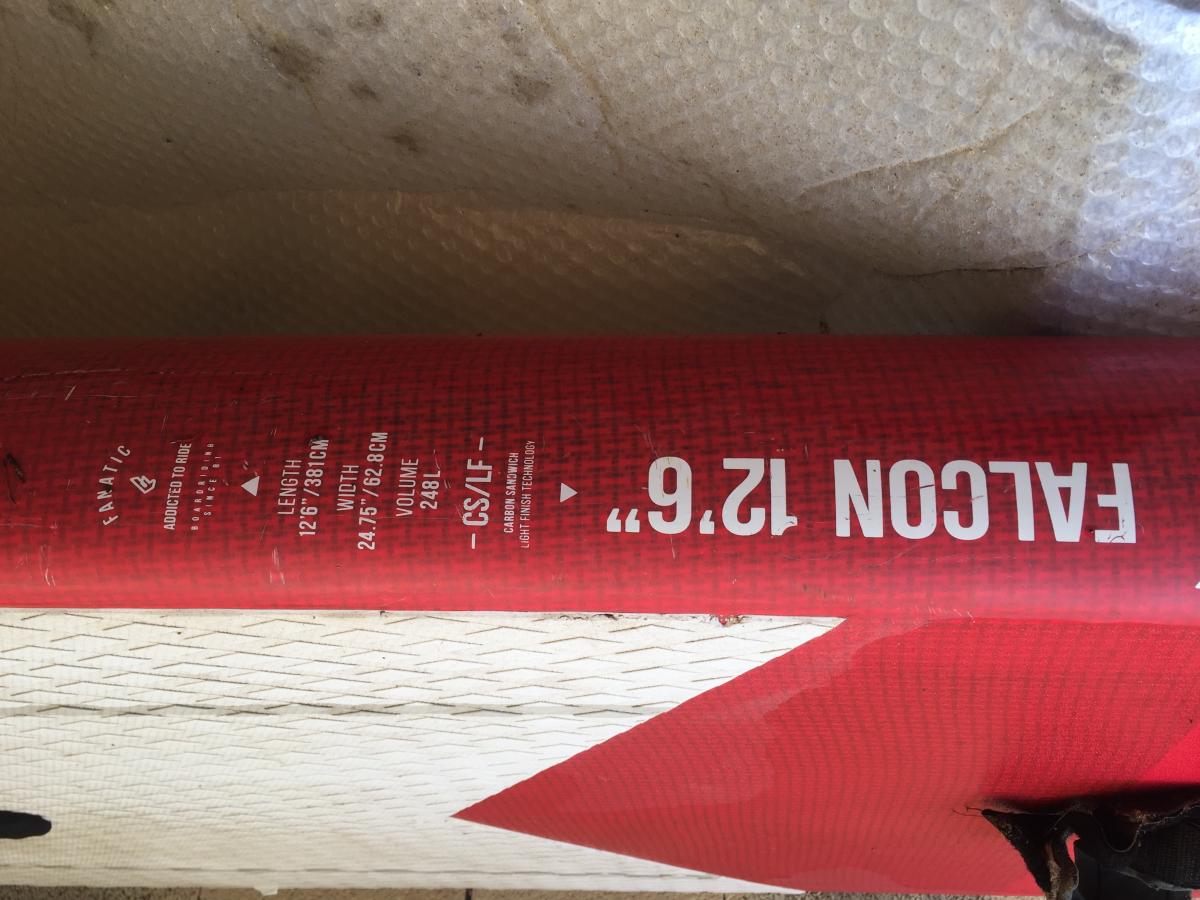 FALCON 12'6"
FANATIC
ADDICTED TO RIDE
BOARDRIDING
SINCE 81
LENGTH
12'6" / 381CM
WIDTH
24.75" / 62.8CM
VOLUME
248L
– CS/LF –
CARBON SANDWICH
LIGHT FINISH TECHNOLOGY